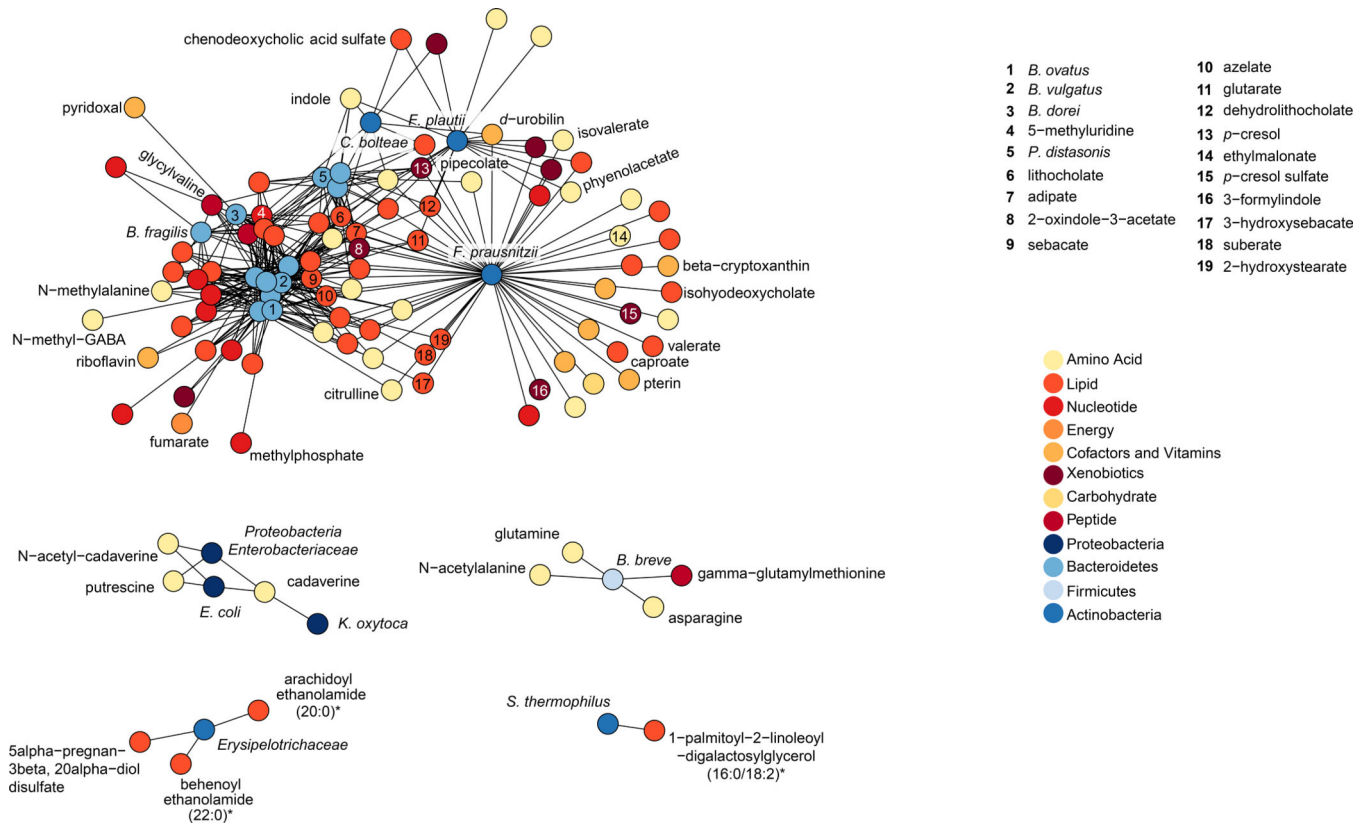 chenodeoxycholic acid sulfate
pyridoxal
indole
F. plautii
d-urobilin
isovalerate
C. bolteae
glycylvaline
13
* pipecolate
phenylacetate
5
3
4
6
12
B. fragilis
7
11
14
8
F. prausnitzii
beta-cryptoxanthin
N-methylalanine
2
9
isohyodeoxycholate
10
1
15
N-methyl-GABA
19
valerate
riboflavin
18
caproate
17
16
pterin
citrulline
fumarate
methylphosphate
1 B. ovatus
2 B. vulgatus
3 B. dorei
4 5-methyluridine
5 P. distasonis
6 lithocholate
7 adipate
8 2-oxindole-3-acetate
9 sebacate
10 azelate
11 glutarate
12 dehydrolithocholate
13 p-cresol
14 ethylmalonate
15 p-cresol sulfate
16 3-formylindole
17 3-hydroxysebacate
18 suberate
19 2-hydroxystearate
Amino Acid
Lipid
Nucleotide
Energy
Cofactors and Vitamins
Xenobiotics
Carbohydrate
Peptide
Proteobacteria
Bacteroidetes
Firmicutes
Actinobacteria
Proteobacteria
Enterobacteriaceae
N-acetyl-cadaverine
putrescine
cadaverine
E. coli
K. oxytoca
glutamine
B. breve
N-acetylalanine
gamma-glutamylmethionine
asparagine
arachidoyl
ethanolamide
(20:0)*
Erysipelotrichaceae
5alpha-pregnan-
3beta, 20alpha-diol
disulfate
behenoyl
ethanolamide
(22:0)*
S. thermophilus
1-palmitoyl-2-linoleoyl
-digalactosylglycerol
(16:0/18:2)*